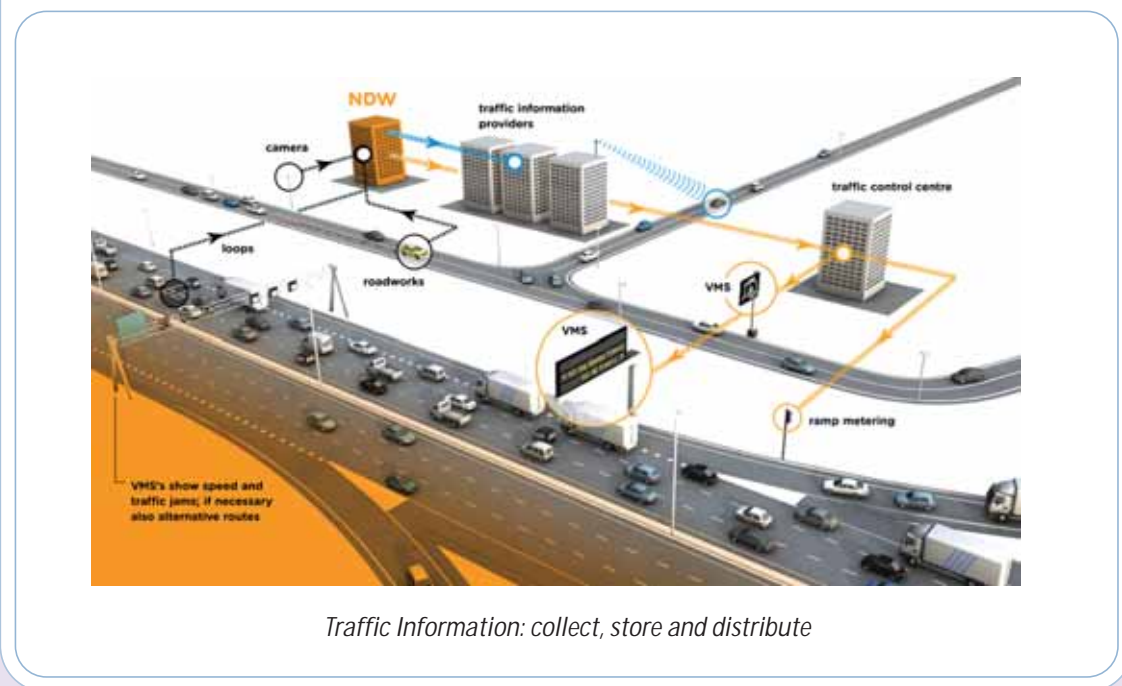 NDW
traffic information
providers
camera
traffic control centre
loops
roadworks
VMS
VMS
ramp metering
VMS's show speed and
traffic jams; if necessary
also alternative routes
Traffic Information: collect, store and distribute